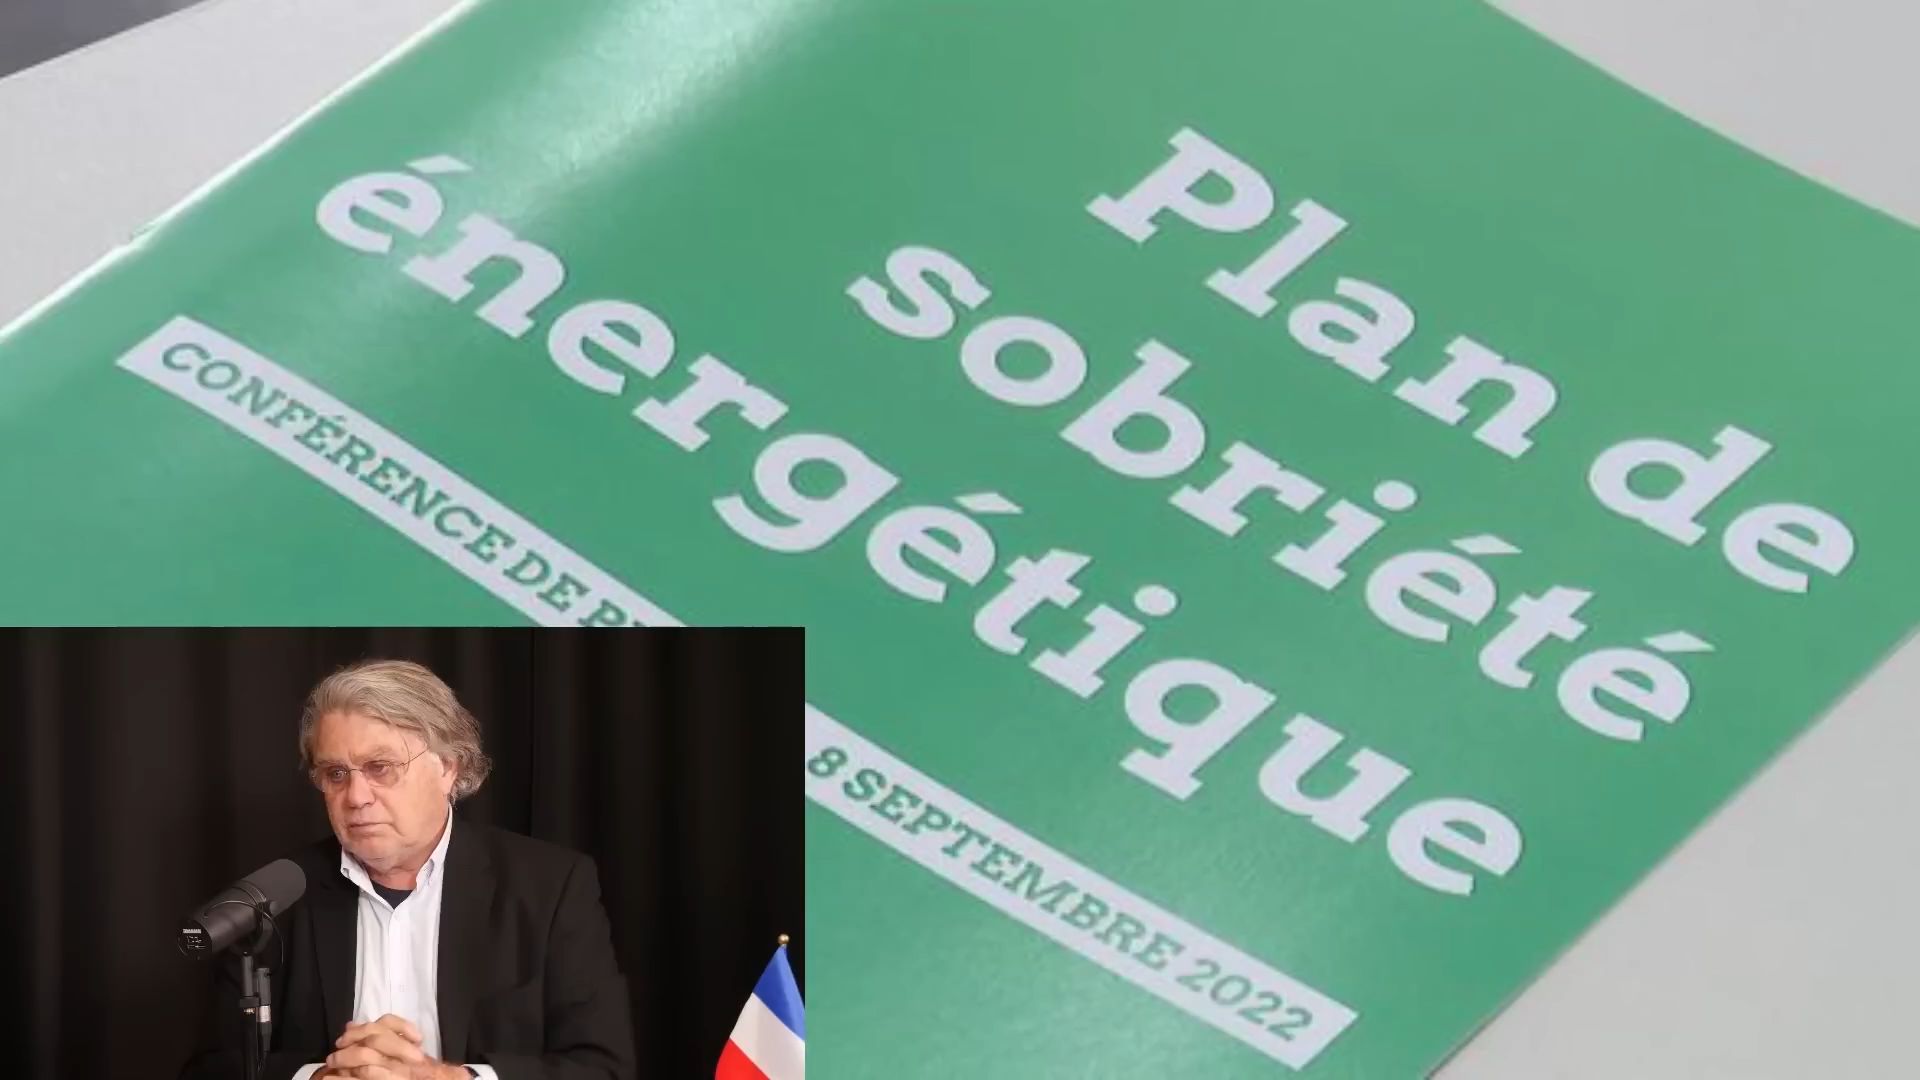 Plan de
sobriété
énergétique
CONFÉRENCE DE
8 SEPTEMBRE 2022